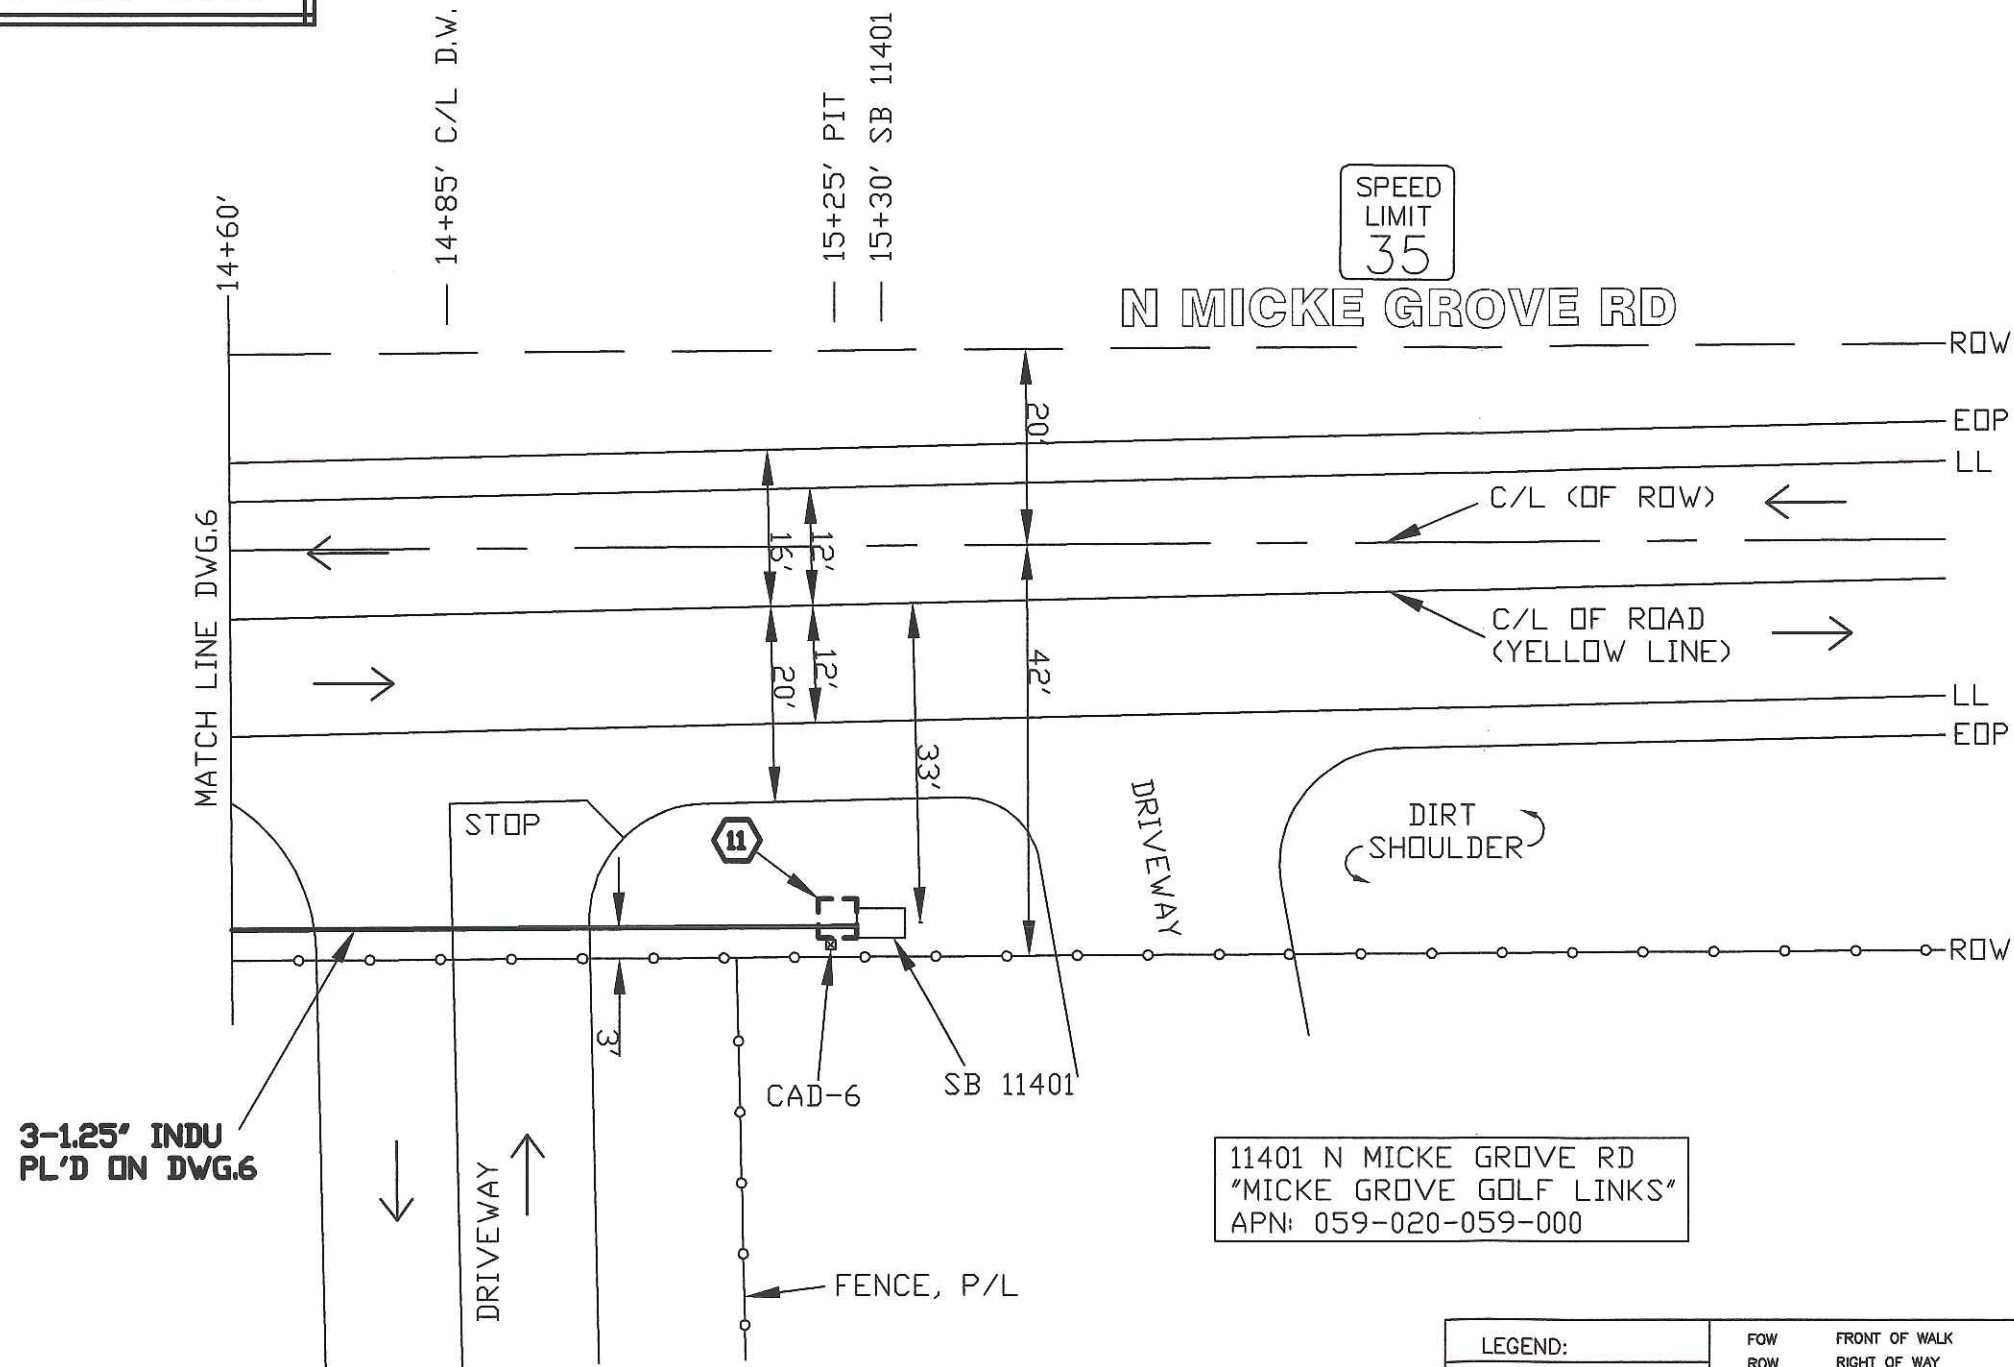 14+60'
14+85' C/L D.W.
15+25' PIT
15+30' SB 11401
SPEED
LIMIT
35
N MICKE GROVE RD
ROW
EOP
LL
C/L (OF ROW)
20'
16'
12'
C/L OF ROAD
(YELLOW LINE)
MATCH LINE DWG.6
20'
12'
42'
33'
LL
EOP
STOP
11
DRIVEWAY
DIRT
SHOULDER
ROW
3'
CAD-6
SB 11401
3-1.25" INDU
PL'D ON DWG.6
DRIVEWAY
11401 N MICKE GROVE RD
"MICKE GROVE GOLF LINKS"
APN: 059-020-059-000
FENCE, P/L
LEGEND:
FOW FRONT OF WALK
ROW RIGHT OF WAY